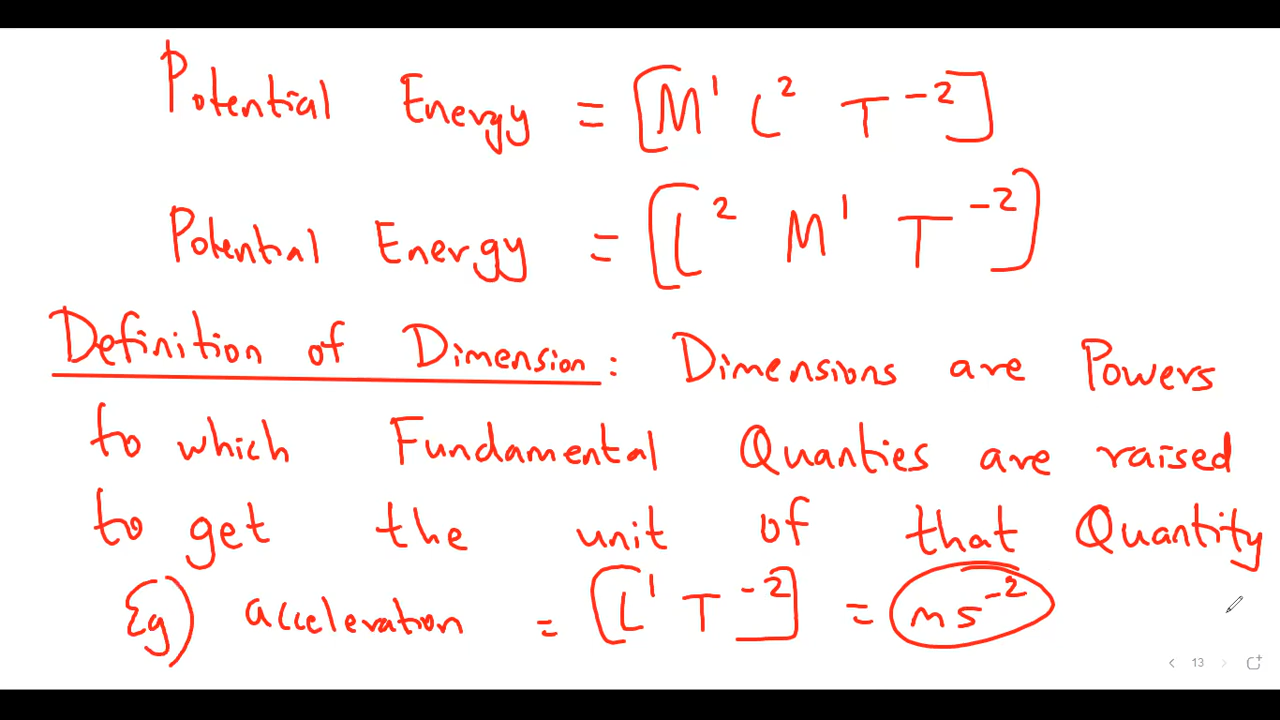 Potential Energy = [M¹ L² T⁻²]
Potential Energy = [L² M¹ T⁻²]
Definition of Dimension: Dimensions are Powers
to which Fundamental Quanties are raised
to get the unit of that Quantity
Eg) acceleration = [L¹ T⁻²] = ms⁻²
< 13 >